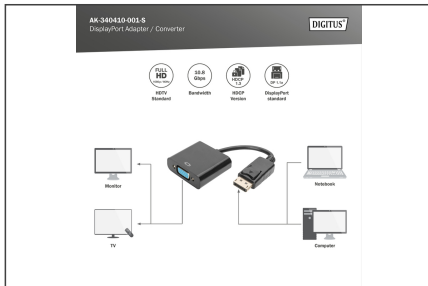 AK-340410-001-S
DisplayPort Adapter / Converter
DIGITUS®
FULL
HD
HDTV
Standard
10.8
Gbps
Bandwidth
HDCP
1.3
HDCP
Version
DP 1.1a
DisplayPort
standard
Monitor
TV
Notebook
Computer